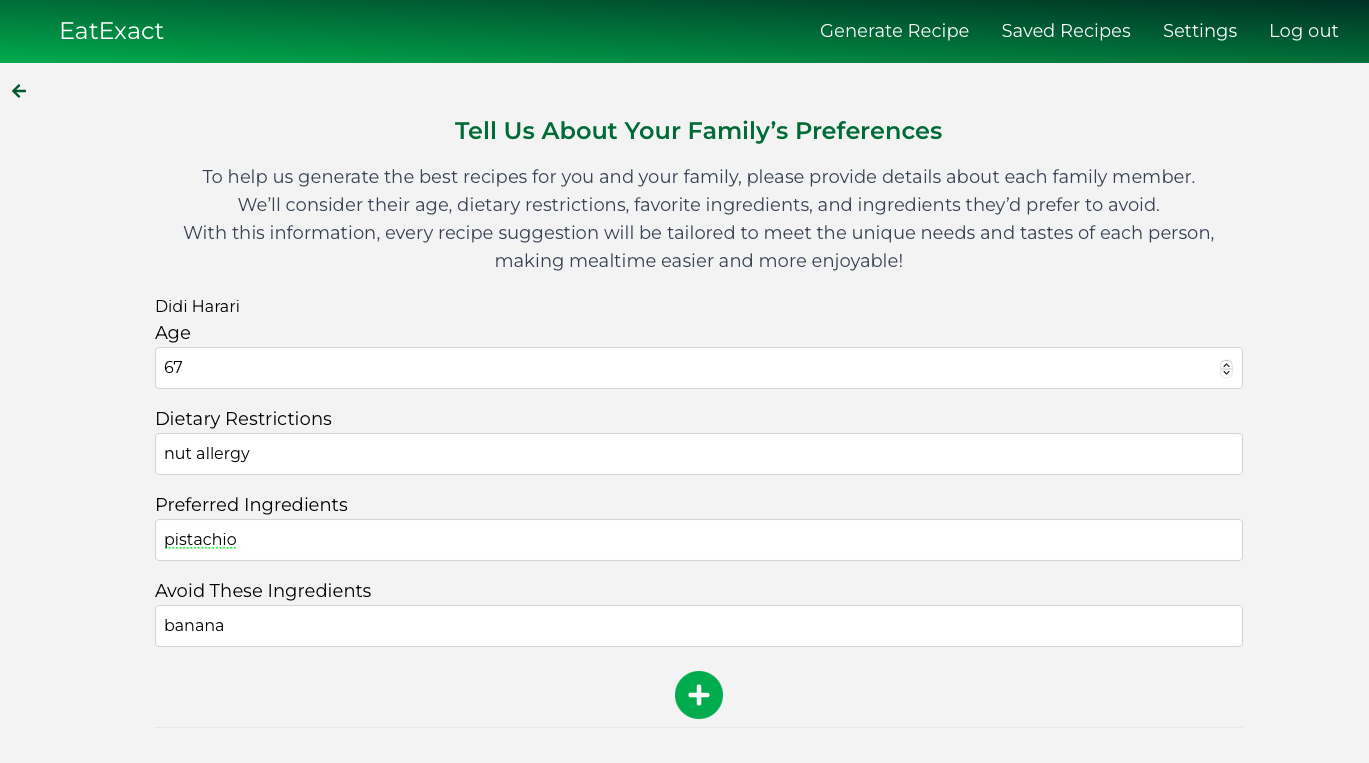 EatExact
Generate Recipe
Saved Recipes
Settings
Log out
Tell Us About Your Family’s Preferences
To help us generate the best recipes for you and your family, please provide details about each family member.
We’ll consider their age, dietary restrictions, favorite ingredients, and ingredients they’d prefer to avoid.
With this information, every recipe suggestion will be tailored to meet the unique needs and tastes of each person,
making mealtime easier and more enjoyable!
Didi Harari
Age
67
Dietary Restrictions
nut allergy
Preferred Ingredients
pistachio
Avoid These Ingredients
banana